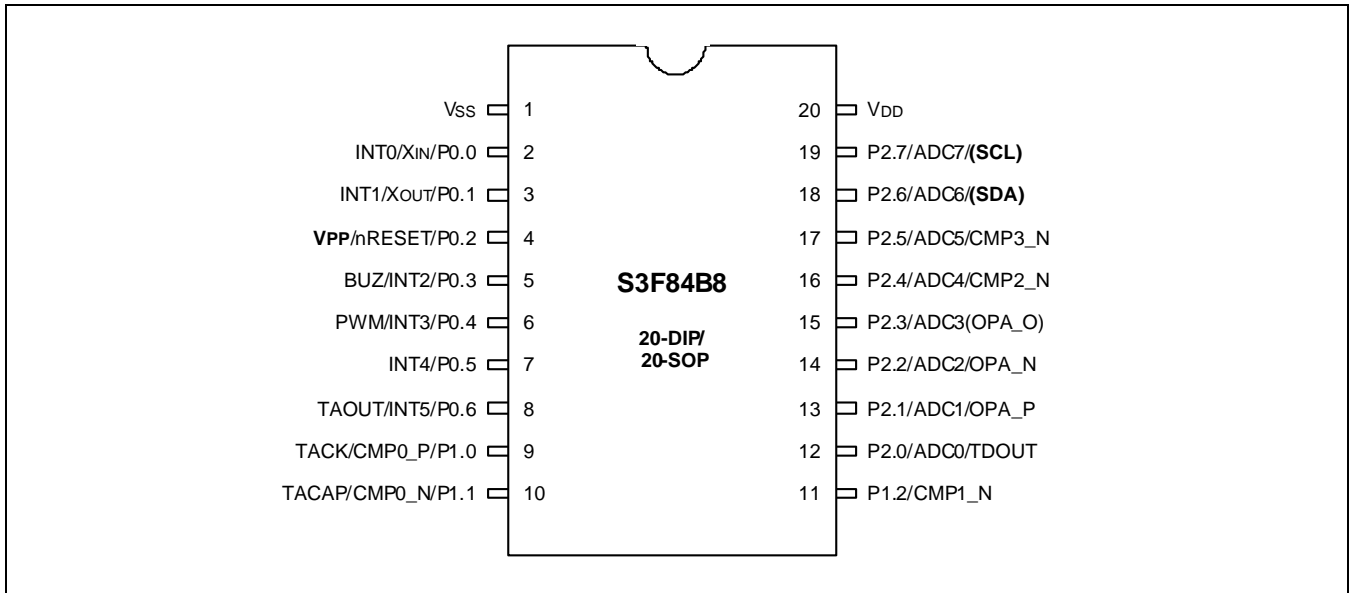 VSS 1 20 VDD
INT0/XIN/P0.0 2 19 P2.7/ADC7/(SCL)
INT1/XOUT/P0.1 3 18 P2.6/ADC6/(SDA)
VPP/nRESET/P0.2 4 17 P2.5/ADC5/CMP3_N
BUZ/INT2/P0.3 5 S3F84B8 16 P2.4/ADC4/CMP2_N
PWM/INT3/P0.4 6 20-DIP/ 15 P2.3/ADC3(OPA_O)
INT4/P0.5 7 20-SOP 14 P2.2/ADC2/OPA_N
TAOUT/INT5/P0.6 8 13 P2.1/ADC1/OPA_P
TACK/CMP0_P/P1.0 9 12 P2.0/ADC0/TDOUT
TACAP/CMP0_N/P1.1 10 11 P1.2/CMP1_N